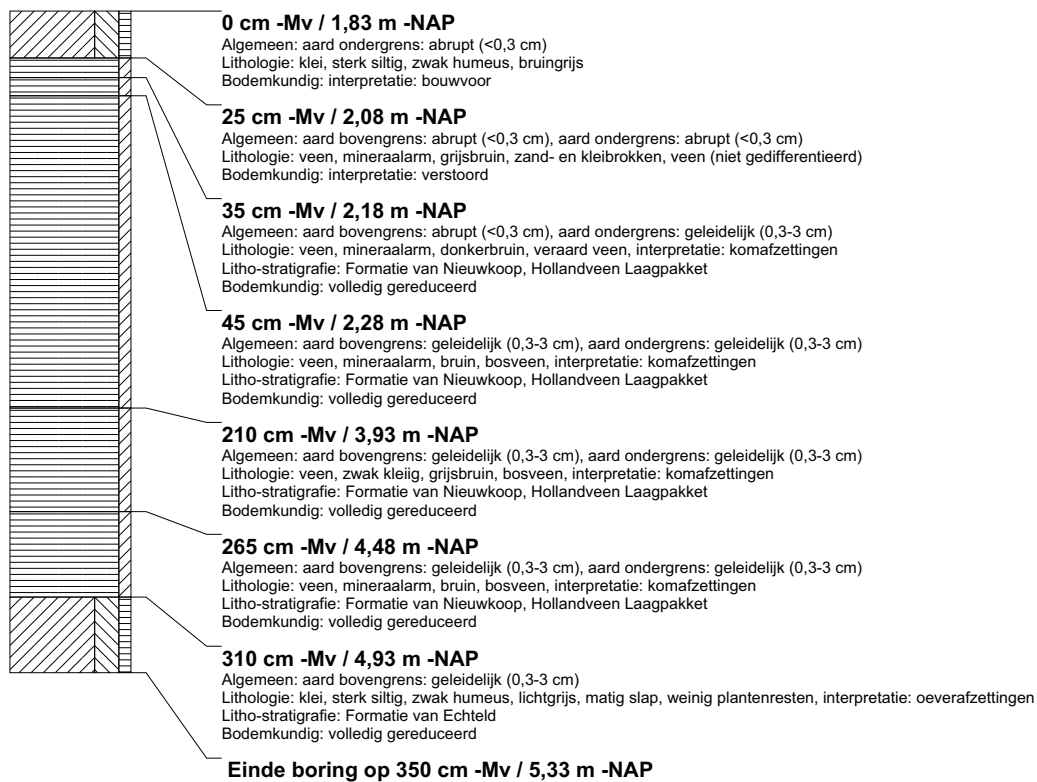 0 cm -Mv / 1,83 m -NAP
Algemeen: aard ondergrens: abrupt (<0,3 cm)
Lithologie: klei, sterk siltig, zwak humeus, bruingrijs
Bodemkundig: interpretatie: bouwvoor
25 cm -Mv / 2,08 m -NAP
Algemeen: aard bovengrens: abrupt (<0,3 cm), aard ondergrens: abrupt (<0,3 cm)
Lithologie: veen, mineraalarm, grijsbruin, zand- en kleibrokken, veen (niet gedifferentieerd)
Bodemkundig: interpretatie: verstoord
35 cm -Mv / 2,18 m -NAP
Algemeen: aard bovengrens: abrupt (<0,3 cm), aard ondergrens: geleidelijk (0,3-3 cm)
Lithologie: veen, mineraalarm, donkerbruin, veraard veen, interpretatie: komafzettingen
Litho-stratigrafie: Formatie van Nieuwkoop, Hollandveen Laagpakket
Bodemkundig: volledig gereduceerd
45 cm -Mv / 2,28 m -NAP
Algemeen: aard bovengrens: geleidelijk (0,3-3 cm), aard ondergrens: geleidelijk (0,3-3 cm)
Lithologie: veen, mineraalarm, bruin, bosveen, interpretatie: komafzettingen
Litho-stratigrafie: Formatie van Nieuwkoop, Hollandveen Laagpakket
Bodemkundig: volledig gereduceerd
210 cm -Mv / 3,93 m -NAP
Algemeen: aard bovengrens: geleidelijk (0,3-3 cm), aard ondergrens: geleidelijk (0,3-3 cm)
Lithologie: veen, zwak kleiig, grijsbruin, bosveen, interpretatie: komafzettingen
Litho-stratigrafie: Formatie van Nieuwkoop, Hollandveen Laagpakket
Bodemkundig: volledig gereduceerd
265 cm -Mv / 4,48 m -NAP
Algemeen: aard bovengrens: geleidelijk (0,3-3 cm), aard ondergrens: geleidelijk (0,3-3 cm)
Lithologie: veen, mineraalarm, bruin, bosveen, interpretatie: komafzettingen
Litho-stratigrafie: Formatie van Nieuwkoop, Hollandveen Laagpakket
Bodemkundig: volledig gereduceerd
310 cm -Mv / 4,93 m -NAP
Algemeen: aard bovengrens: geleidelijk (0,3-3 cm)
Lithologie: klei, sterk siltig, zwak humeus, lichtgrijs, matig slap, weinig plantenresten, interpretatie: oeverafzettingen
Litho-stratigrafie: Formatie van Echteld
Bodemkundig: volledig gereduceerd
Einde boring op 350 cm -Mv / 5,33 m -NAP